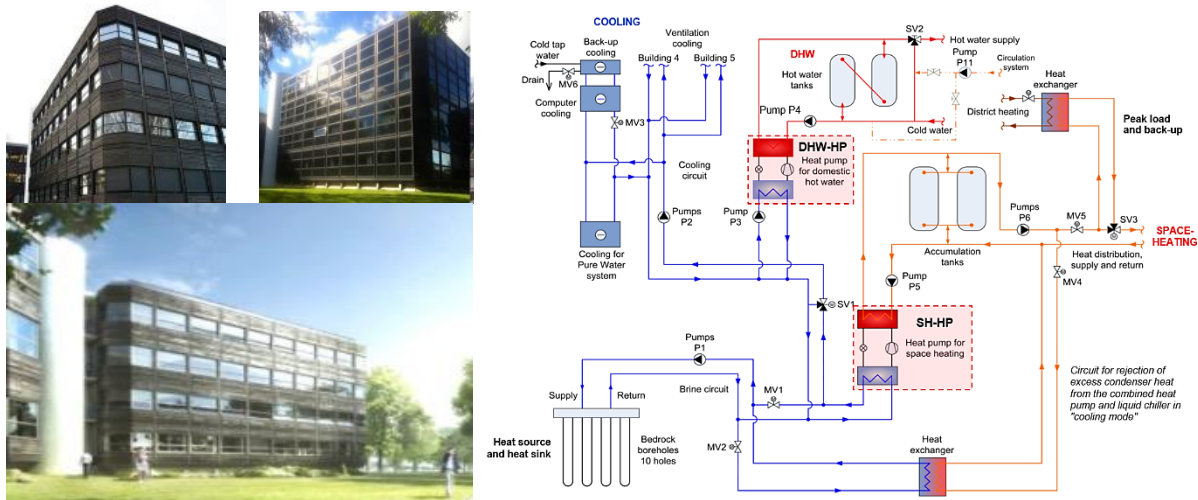 COOLING
Cold tap
water
Back-up
cooling
Drain
MV6
Computer
cooling
MV3
Ventilation
cooling
Building 4
Building 5
Cooling
circuit
Pumps
P2
Cooling for
Pure Water
system
DHW
Hot water
tanks
SV2
Hot water supply
Pump
P11
Circulation
system
Pump P4
Cold water
DHW-HP
Heat pump
for domestic
hot water
Pump
P3
Heat
exchanger
District heating
Peak load
and back-up
Pumps
P6
MV5
SV3
SPACE-
HEATING
Accumulation
tanks
Heat distribution,
supply and return
MV4
Pump
P5
SV1
SH-HP
Heat pump for
space heating
Pumps
P1
Supply
Return
Brine circuit
MV1
MV2
Heat source
and heat sink
Bedrock
boreholes
10 holes
Heat
exchanger
Circuit for rejection of
excess condenser heat
from the combined heat
pump and liquid chiller in
"cooling mode"